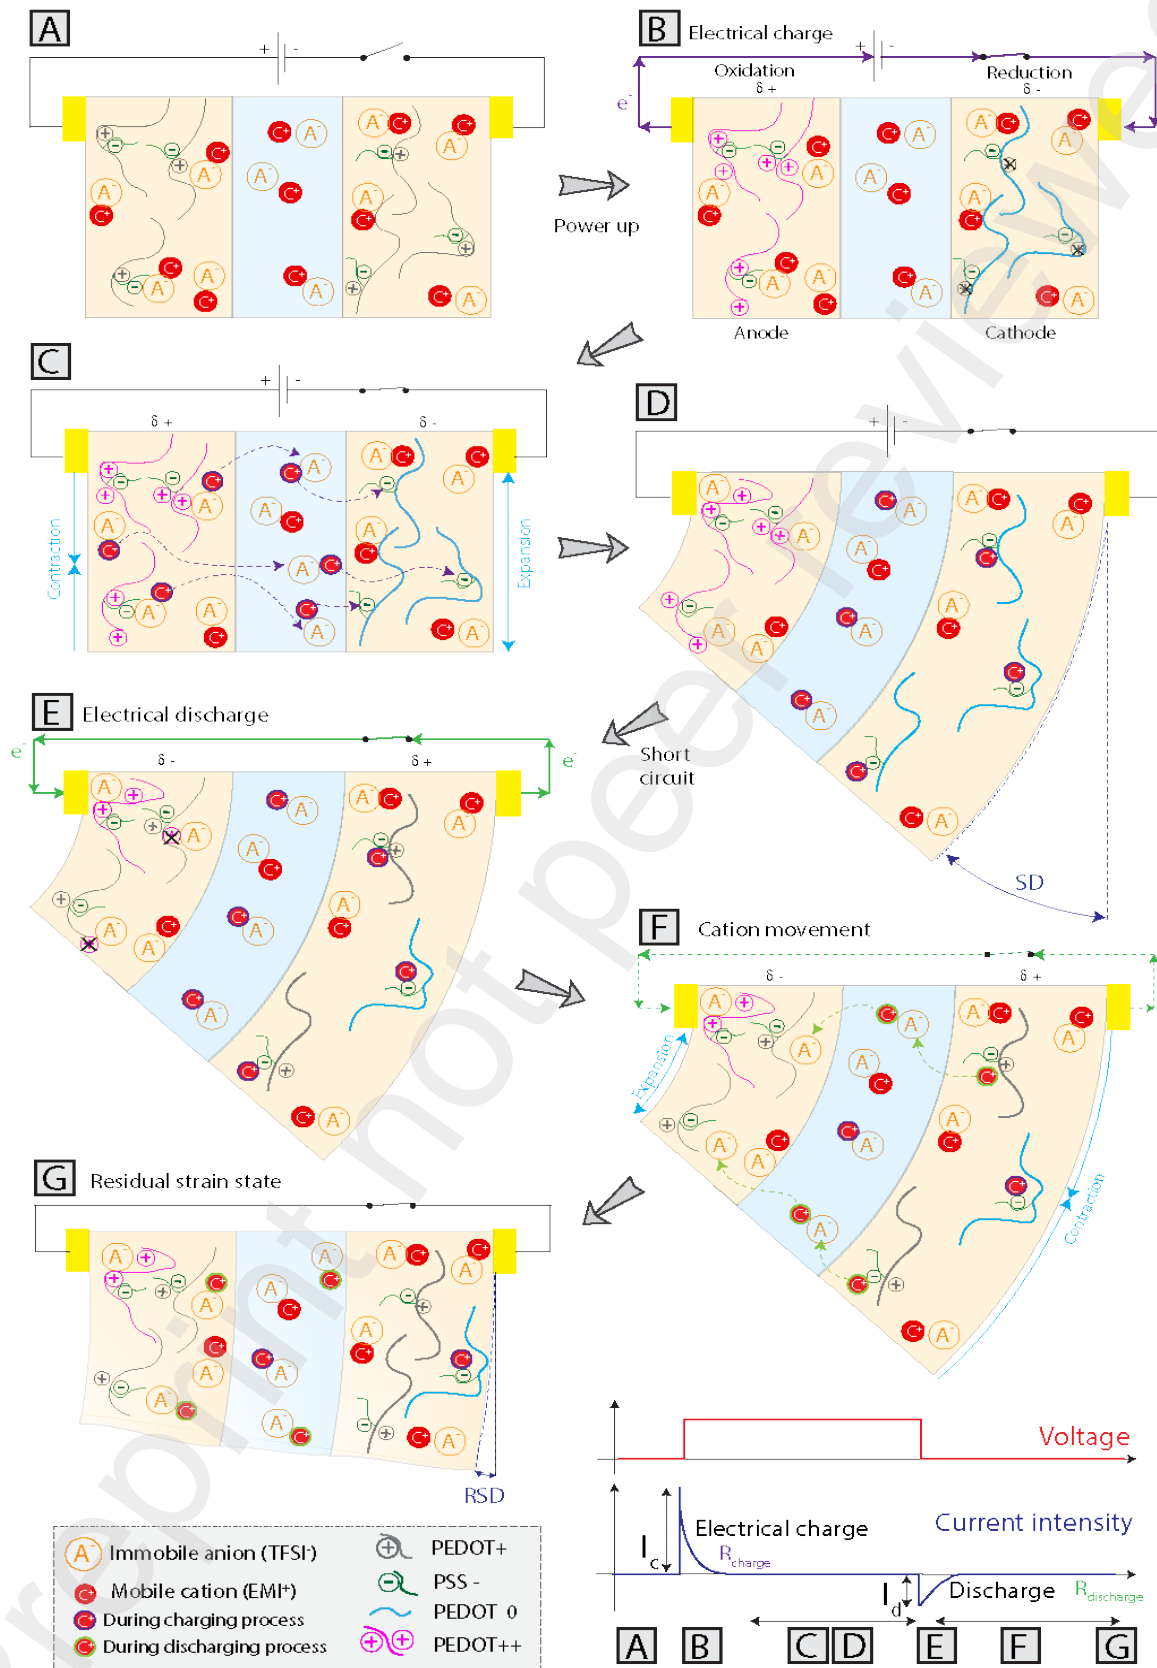 A
+ -
B Electrical charge
+ -
Oxidation
Reduction
δ +
δ -
e-
Anode
Cathode
Power up
C
+ -
δ +
δ -
Contraction
Expansion
D
+ -
SD
E Electrical discharge
e-
e-
δ -
δ +
Short
circuit
F Cation movement
δ -
δ +
Expansion
Contraction
G Residual strain state
RSD
A- Immobile anion (TFSI-)
C+ Mobile cation (EMI+)
C+ During charging process
C+ During discharging process
PEDOT+
PSS -
PEDOT 0
PEDOT++
Voltage
Current intensity
Electrical charge
Rcharge
Ic
Id
Discharge
Rdischarge
A B C D E F G
Preprint not peer reviewed